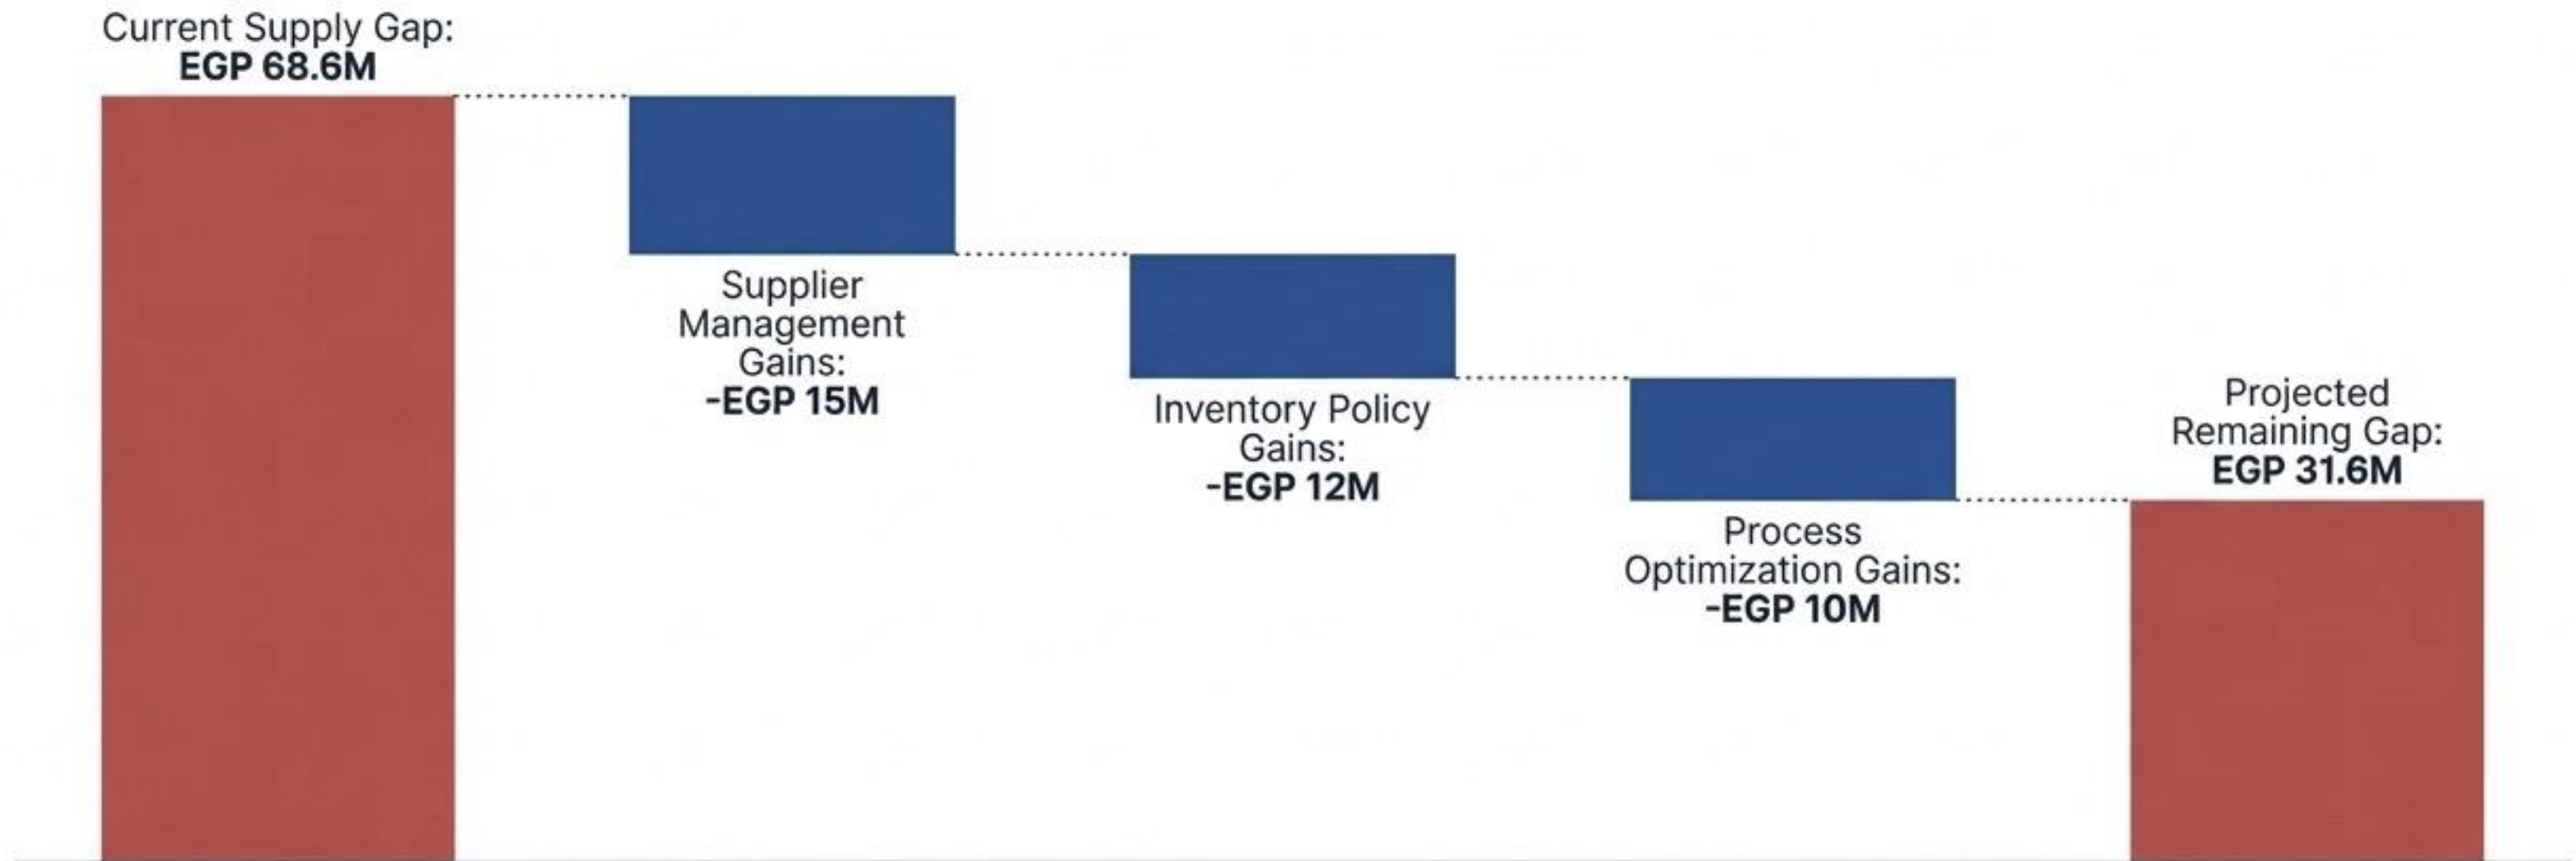 Current Supply Gap:
EGP 68.6M
Supplier
Management
Gains:
-EGP 15M
Inventory Policy
Gains:
-EGP 12M
Process
Optimization Gains:
-EGP 10M
Projected
Remaining Gap:
EGP 31.6M